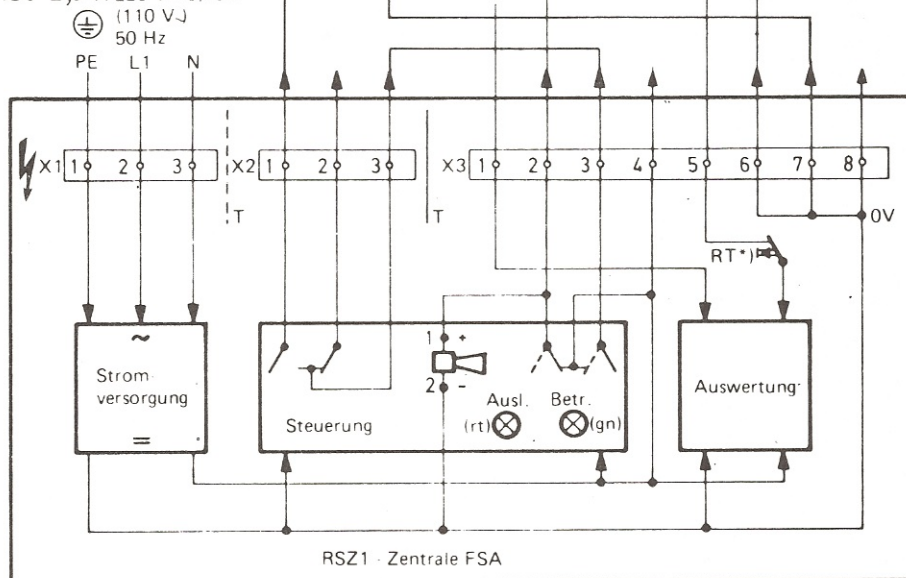 (110 V~)
50 Hz
PE L1 N
X1 1 2 3 X2 1 2 3 X3 1 2 3 4 5 6 7 8
T T 0V
RT*)
~ 1 +
Strom-
versorgung
2 -
Auswertung
Ausl. Betr.
Steuerung (rt) (gn)
=
RSZ1 - Zentrale FSA